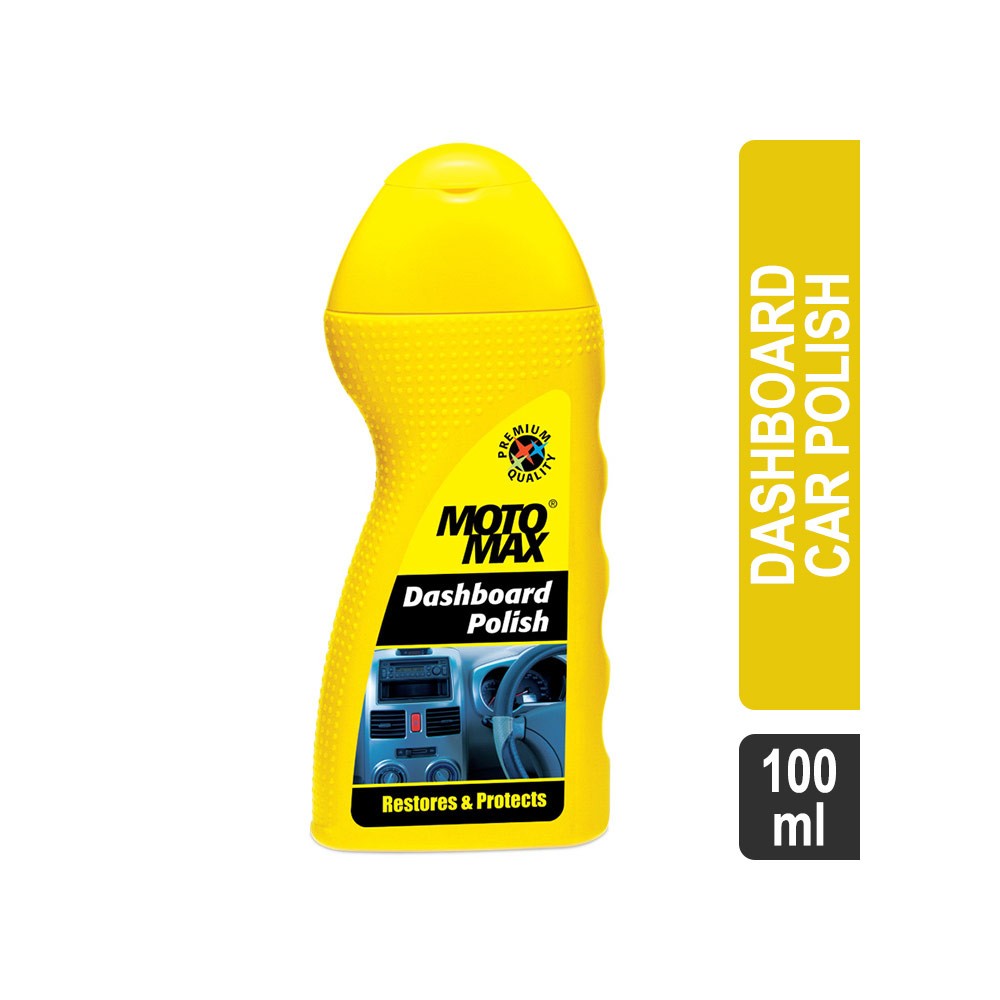 PREMIUM
QUALITY
MOTO®
MAX
Dashboard
Polish
Restores & Protects
DASHBOARD
CAR POLISH
100
ml